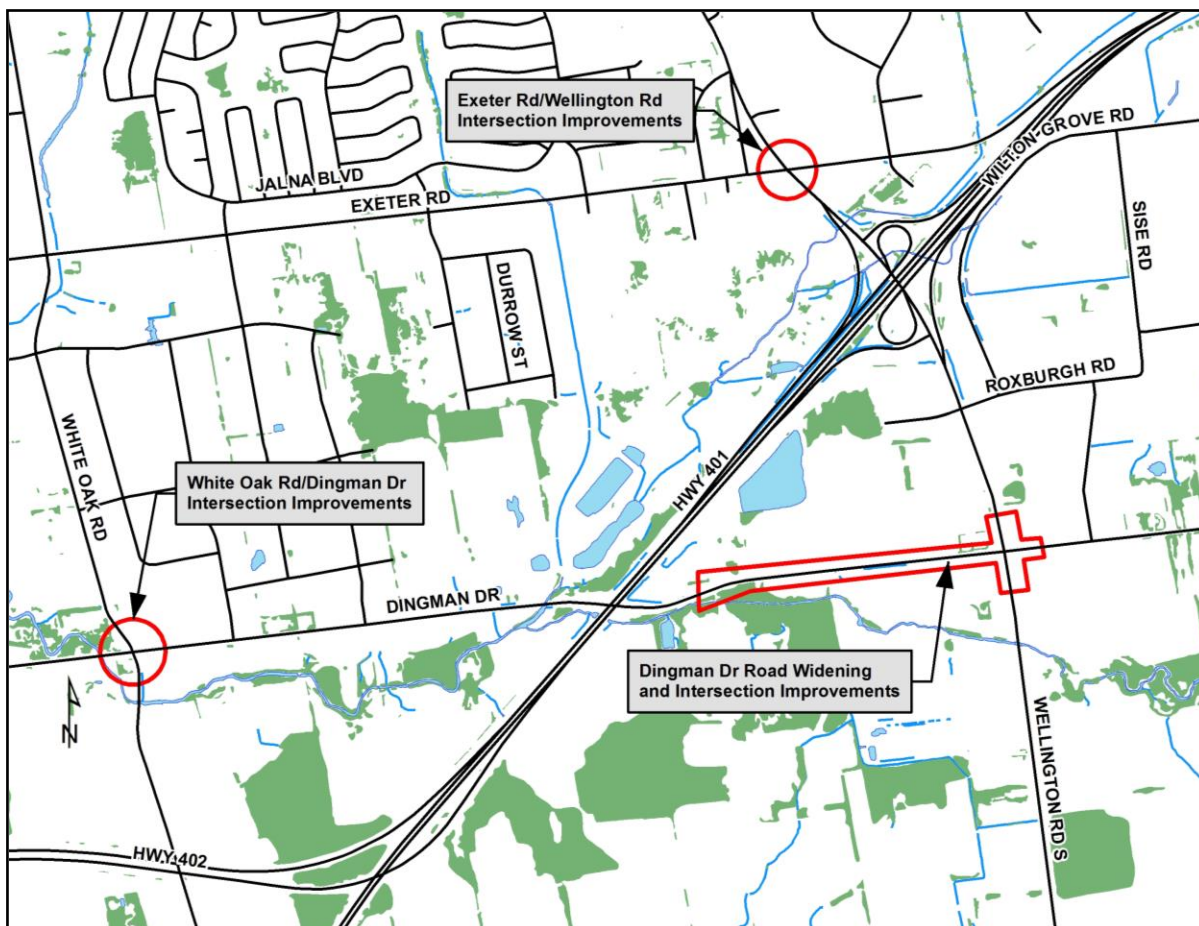 Exeter Rd/Wellington Rd
Intersection Improvements
WILTON GROVE RD
JALNA BLVD
EXETER RD
SISE RD
DURROW ST
ROXBURGH RD
WHITE OAK RD
HWY 401
White Oak Rd/Dingman Dr
Intersection Improvements
DINGMAN DR
Dingman Dr Road Widening
and Intersection Improvements
N
WELLINGTON RD S
HWY 402